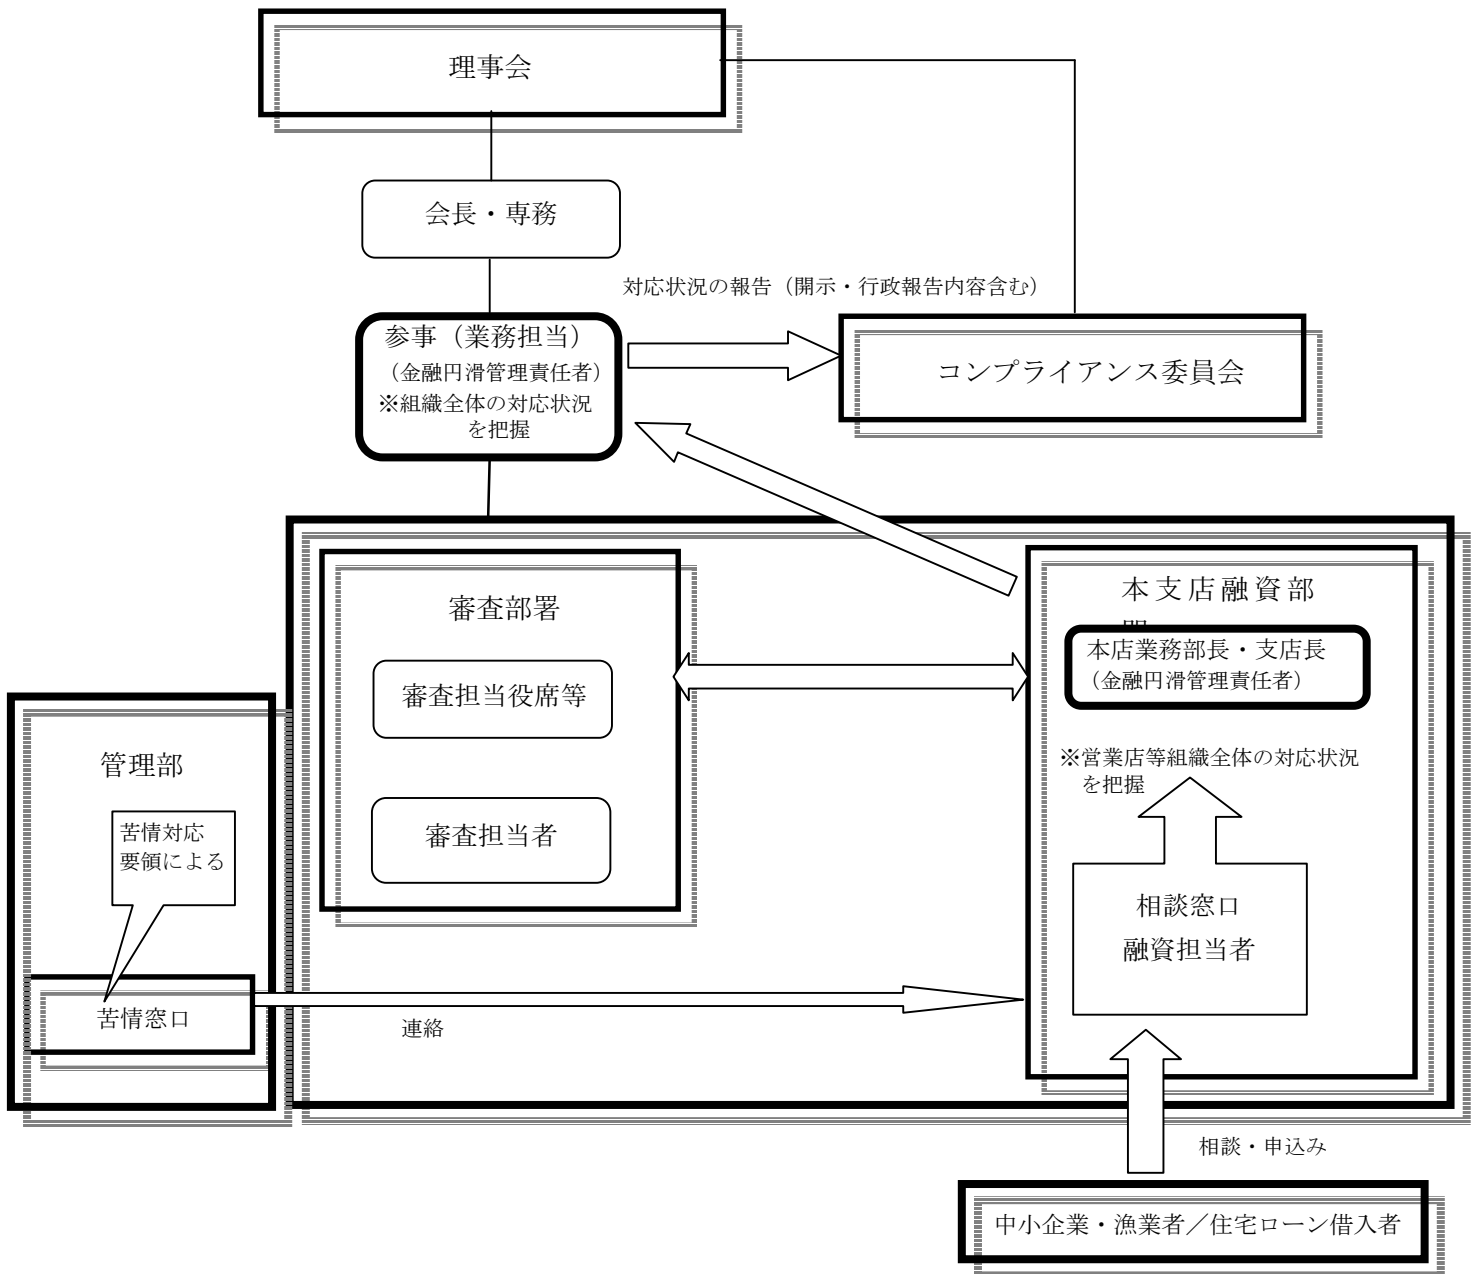 理事会
会長・専務
対応状況の報告（開示・行政報告内容含む）
参事（業務担当）
（金融円滑管理責任者）
※組織全体の対応状況
を把握
コンプライアンス委員会
審査部署
審査担当役席等
審査担当者
本支店融資部
本店業務部長・支店長
（金融円滑管理責任者）
※営業店等組織全体の対応状況
を把握
相談窓口
融資担当者
管理部
苦情対応
要領による
苦情窓口
連絡
相談・申込み
中小企業・漁業者／住宅ローン借入者